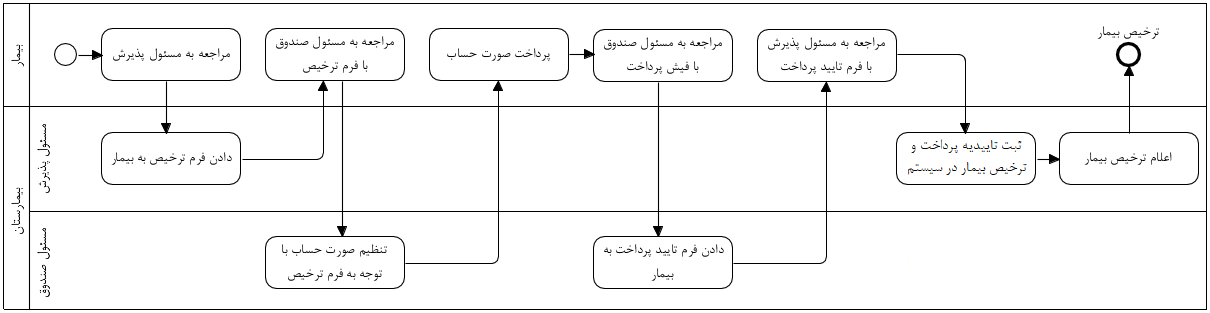 بیمار
مراجعه به مسئول پذیرش
مراجعه به مسئول صندوق
با فرم ترخیص
پرداخت صورت حساب
مراجعه به مسئول صندوق
با فیش پرداخت
مراجعه به مسئول پذیرش
با فرم تایید پرداخت
ترخیص بیمار
بیمارستان
مسئول پذیرش
دادن فرم ترخیص به بیمار
ثبت تاییدیه پرداخت و
ترخیص بیمار در سیستم
اعلام ترخیص بیمار
مسئول صندوق
تنظیم صورت حساب با
توجه به فرم ترخیص
دادن فرم تایید پرداخت به
بیمار